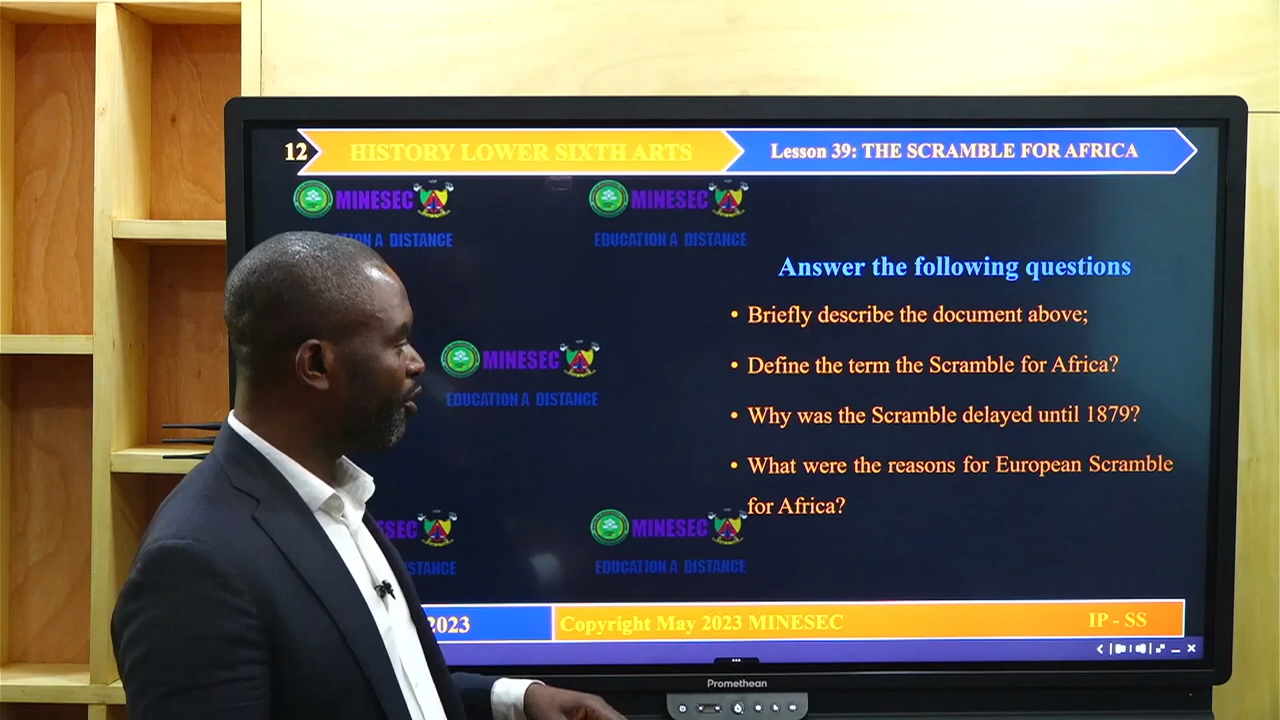 12
HISTORY LOWER SIXTH ARTS
Lesson 39: THE SCRAMBLE FOR AFRICA
MINESEC
MINESEC
A DISTANCE
EDUCATION A DISTANCE
Answer the following questions
• Briefly describe the document above;
• Define the term the Scramble for Africa?
MINESEC
EDUCATION A DISTANCE
• Why was the Scramble delayed until 1879?
• What were the reasons for European Scramble
for Africa?
SEC
MINESEC
STANCE
EDUCATION A DISTANCE
2023
Copyright May 2023 MINESEC
IP - SS
Promethean